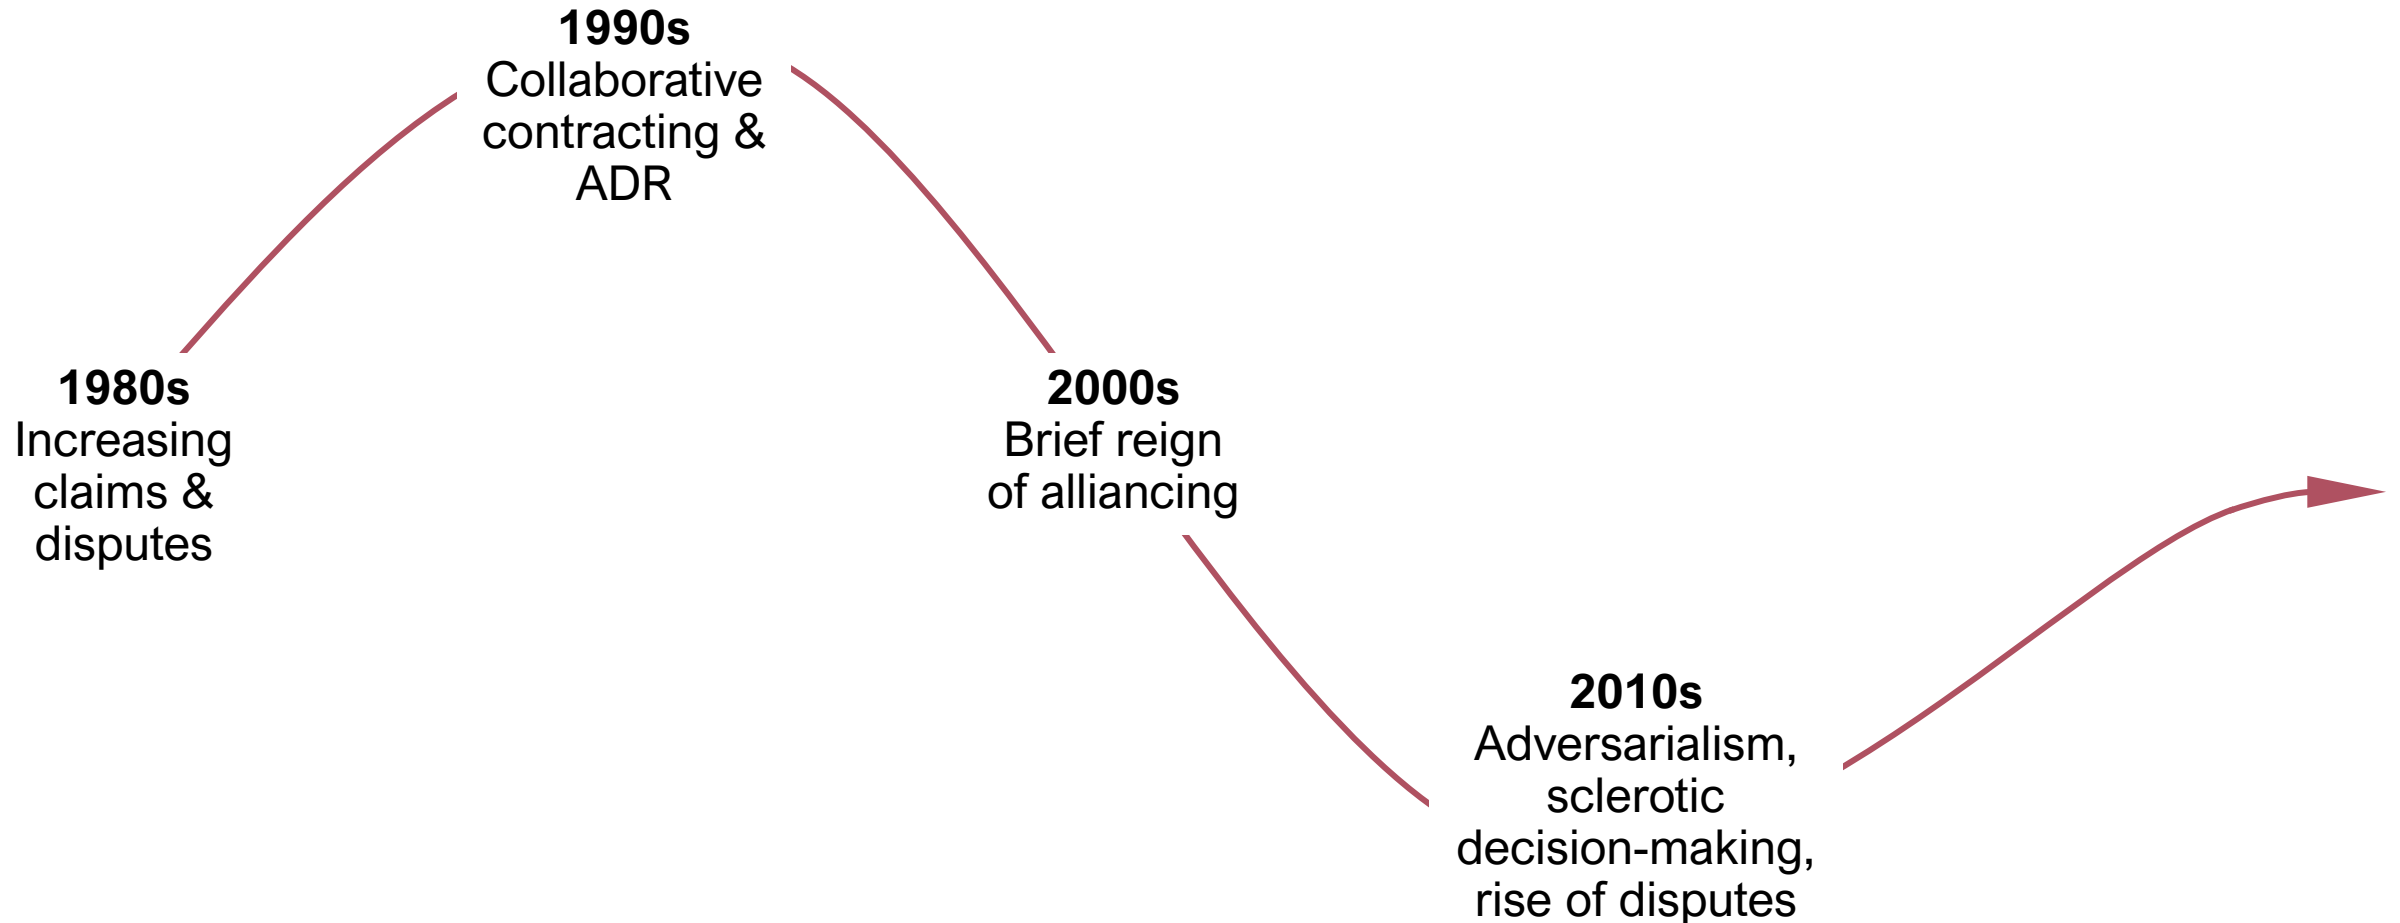 1980s
Increasing
claims &
disputes
1990s
Collaborative
contracting &
ADR
2000s
Brief reign
of alliancing
2010s
Adversarialism,
sclerotic
decision-making,
rise of disputes